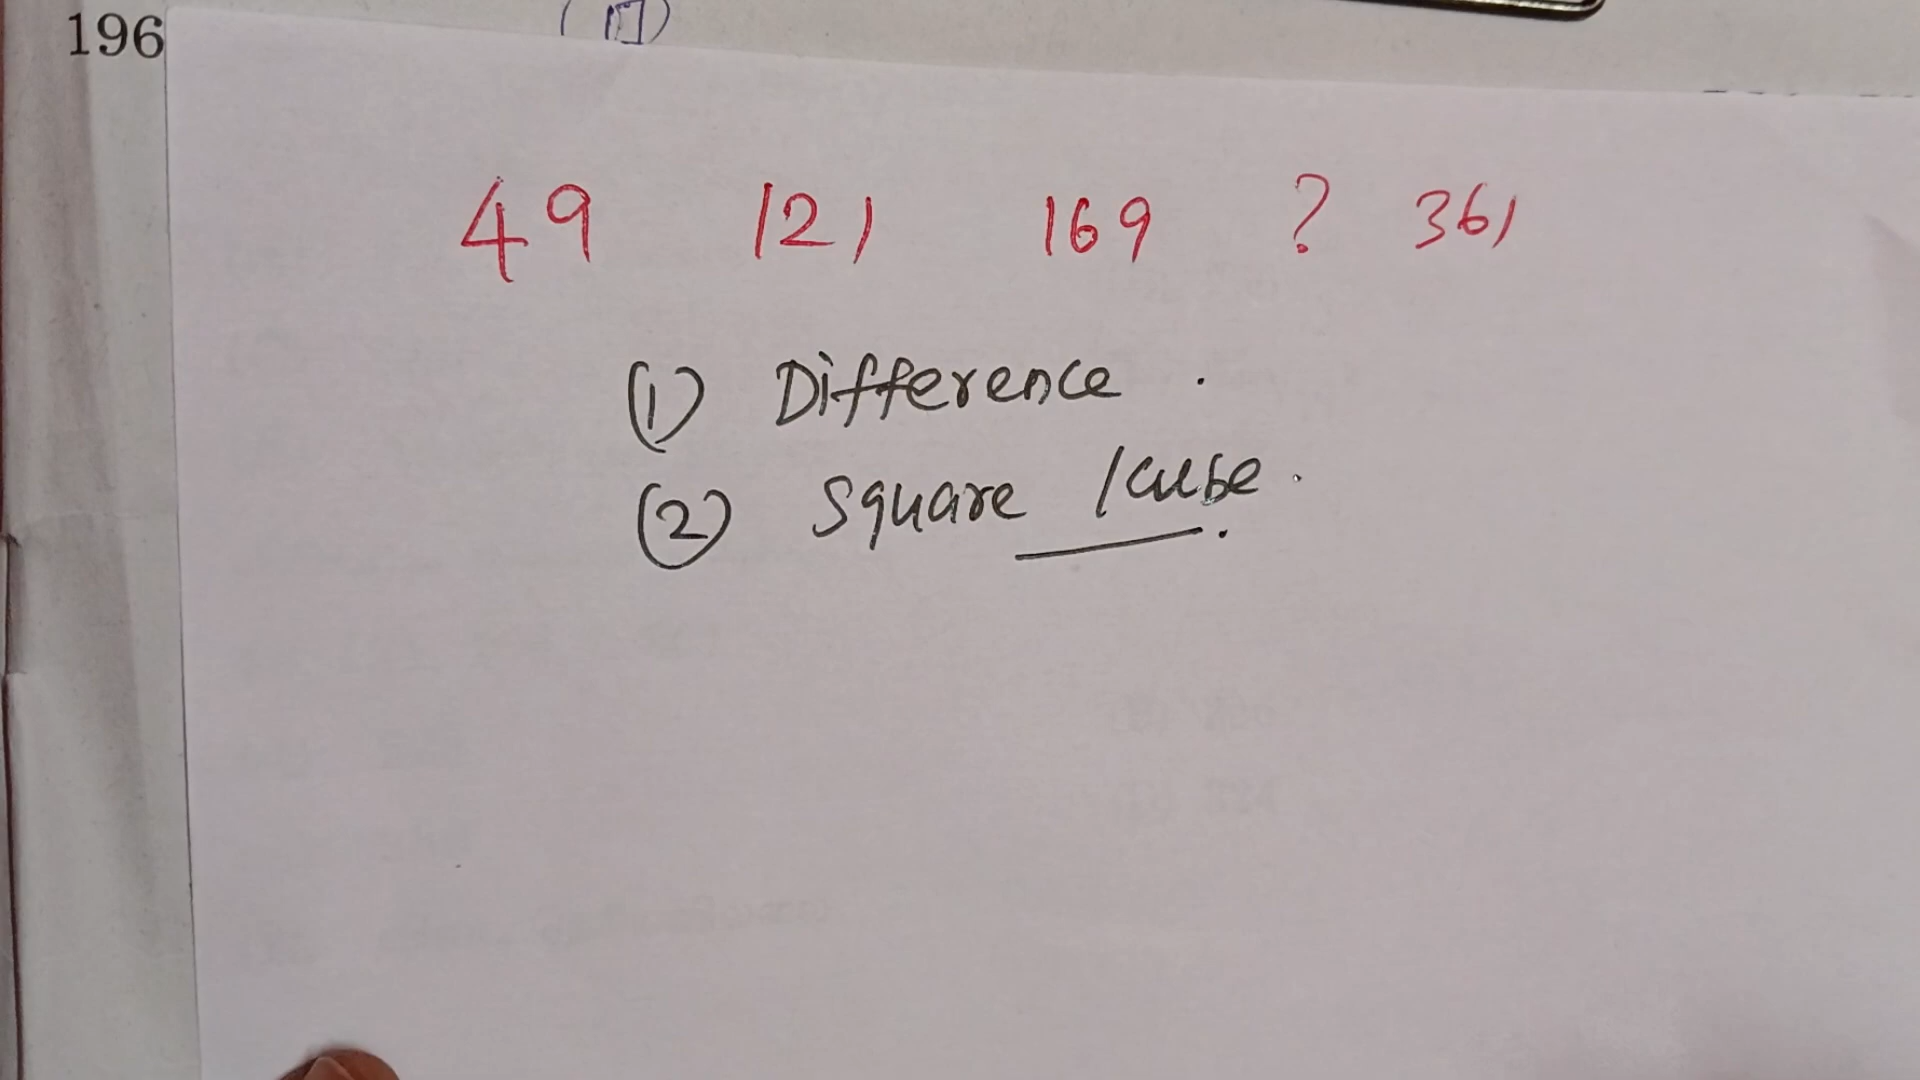 196
49 121 169 ? 361
(1) Difference.
(2) Square /cube.